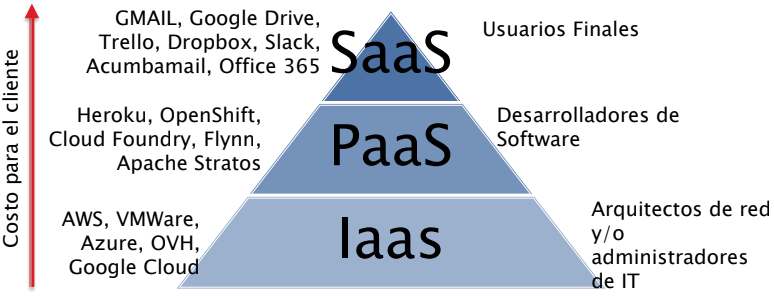 Costo para el cliente
GMAIL, Google Drive,
Trello, Dropbox, Slack,
Acumbamail, Office 365
SaaS
Usuarios Finales
Heroku, OpenShift,
Cloud Foundry, Flynn,
Apache Stratos
PaaS
Desarrolladores de
Software
AWS, VMWare,
Azure, OVH,
Google Cloud
Iaas
Arquitectos de red
y/o
administradores
de IT